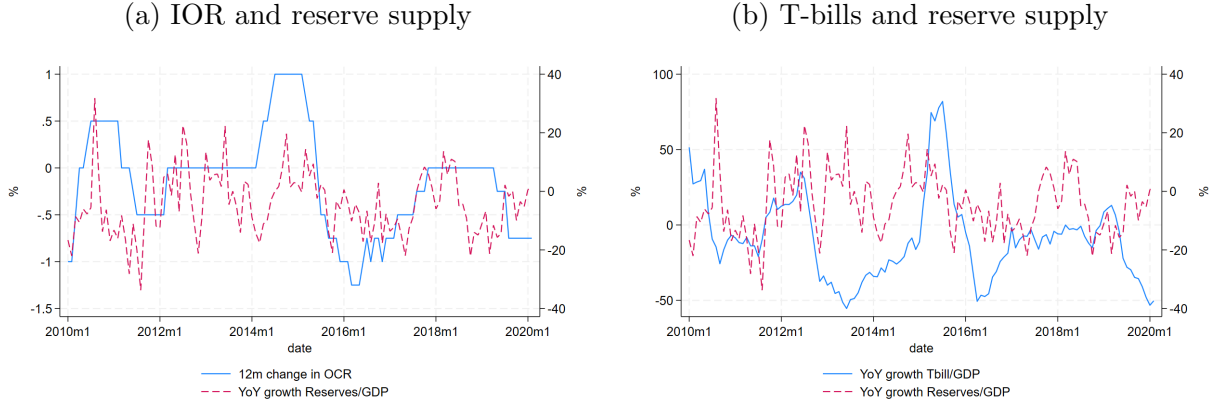 (a) IOR and reserve supply
1
.5
0
-.5
-1
-1.5
%
40
20
0
-20
-40
%
2010m1 2012m1 2014m1 2016m1 2018m1 2020m1
date
12m change in OCR
YoY growth Reserves/GDP
(b) T-bills and reserve supply
100
50
0
-50
%
40
20
0
-20
-40
%
2010m1 2012m1 2014m1 2016m1 2018m1 2020m1
date
YoY growth Tbill/GDP
YoY growth Reserves/GDP